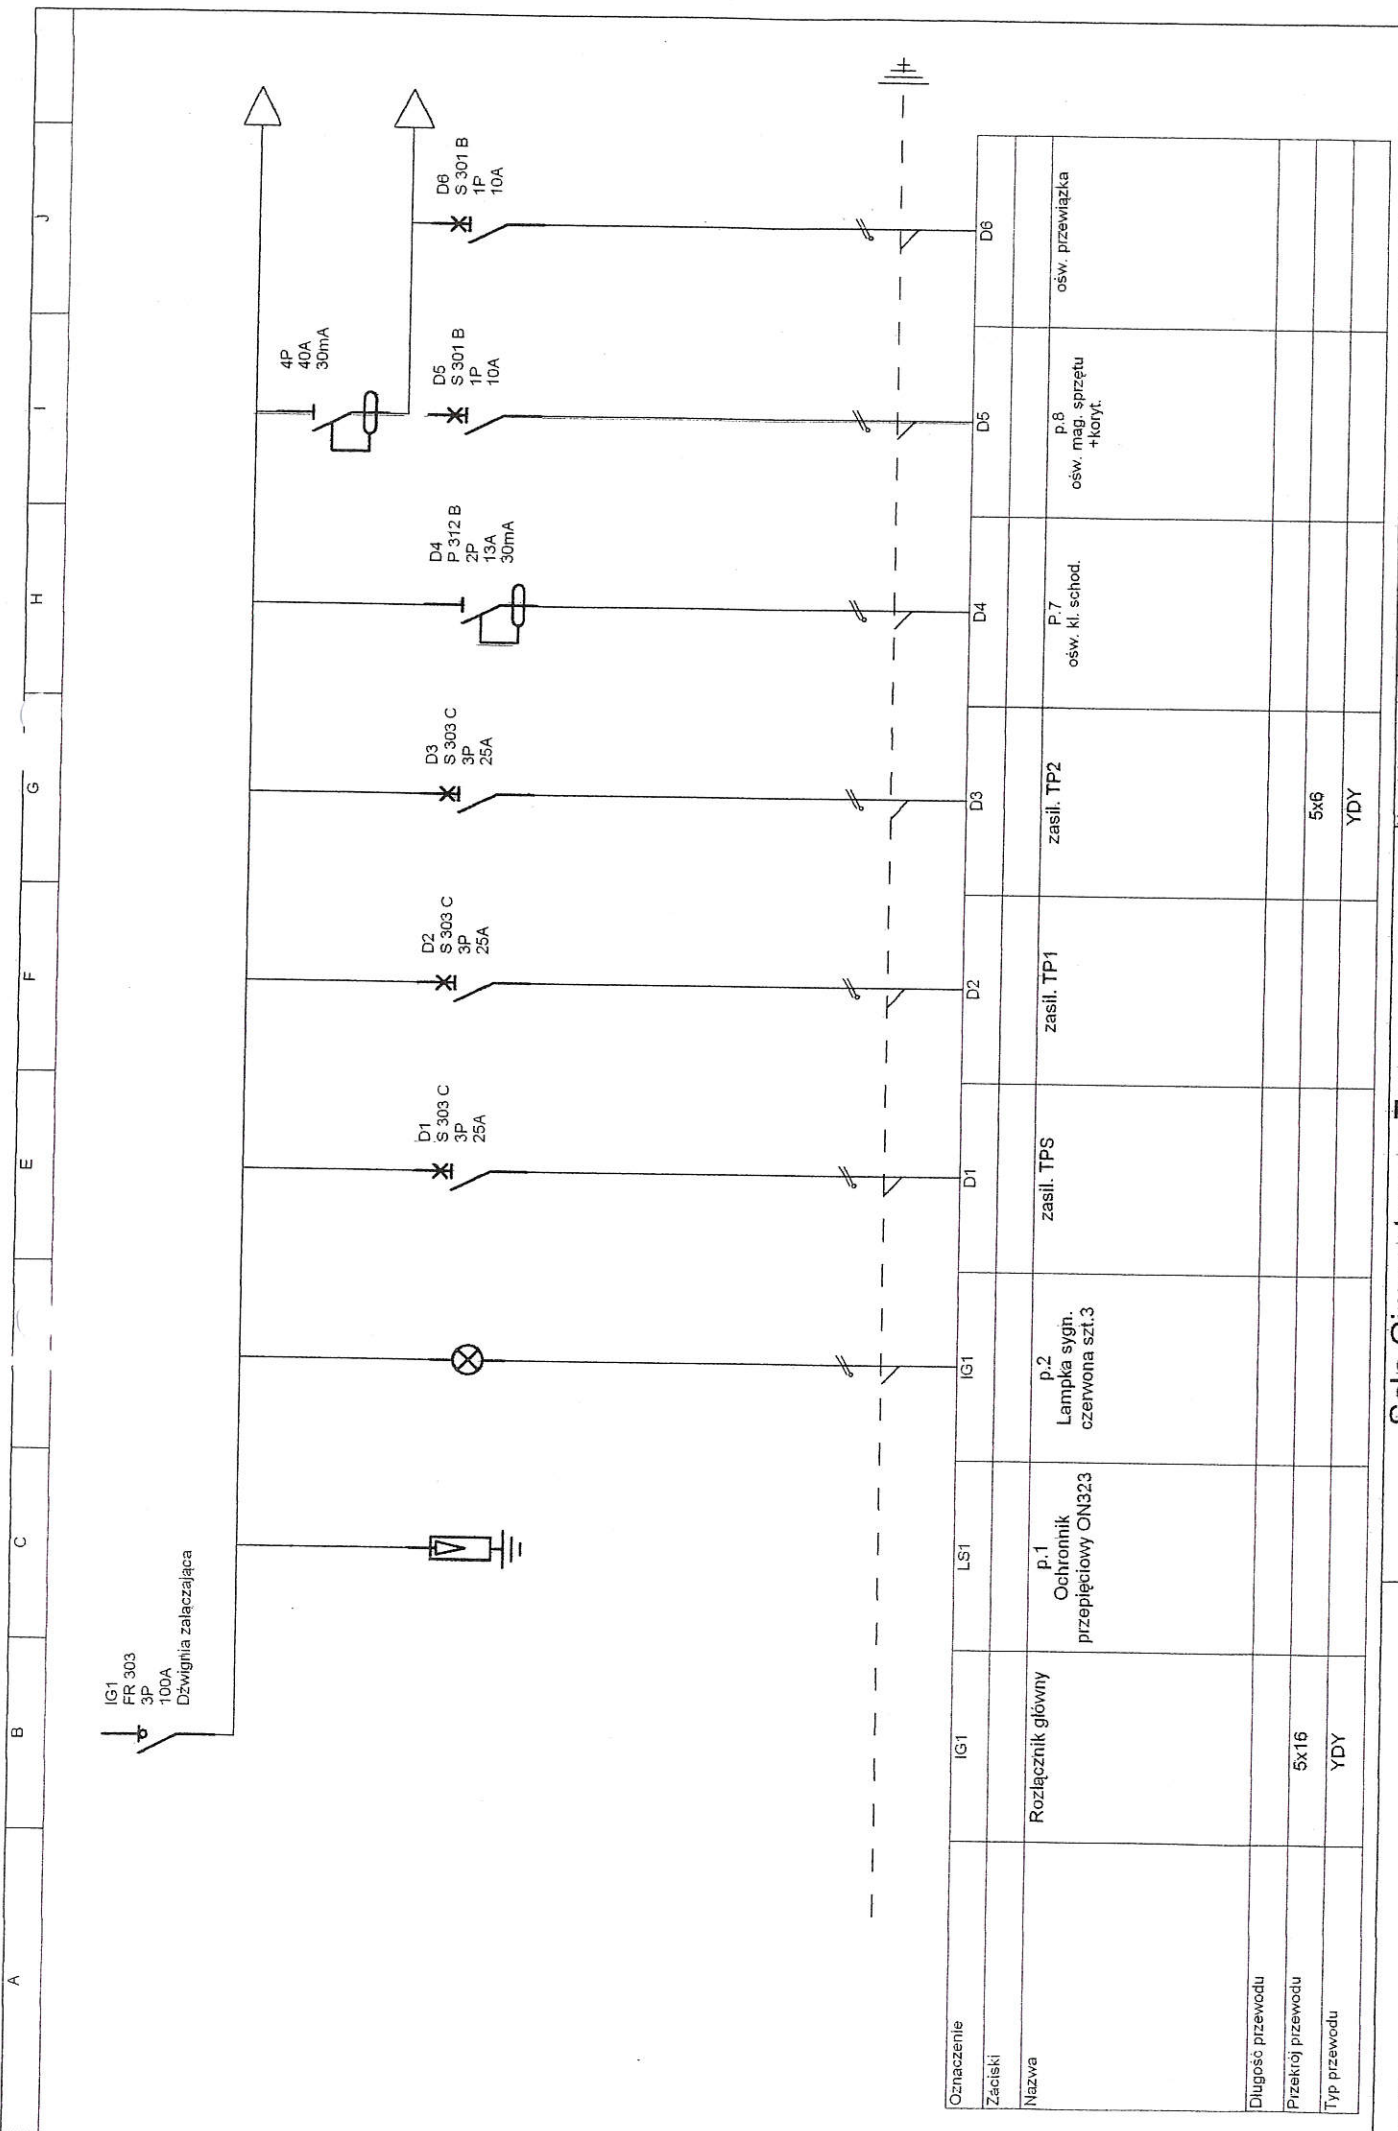 A
B
C
E
F
G
H
I
J
IG1
FR 303
3P
100A
Dźwignia załączająca
4P
40A
30mA
D1
S 303 C
3P
25A
D2
S 303 C
3P
25A
D3
S 303 C
3P
25A
D4
P 312 B
2P
13A
30mA
D5
S 301 B
1P
10A
D6
S 301 B
1P
10A
Oznaczenie
IG1
LS1
IG1
D1
D2
D3
D4
D5
D6
Zaciski
Nazwa
Rozłącznik główny
p.1
Ochronnik
przepięciowy ON323
p.2
Lampka sygn.
czerwona szt.3
zasil. TPS
zasil. TP1
zasil. TP2
P.7
ośw. kl. schod.
p.8
ośw. mag. sprzętu
+koryt.
ośw. przewiązka
Długość przewodu
Przekrój przewodu
5x16
5x6
Typ przewodu
YDY
YDY